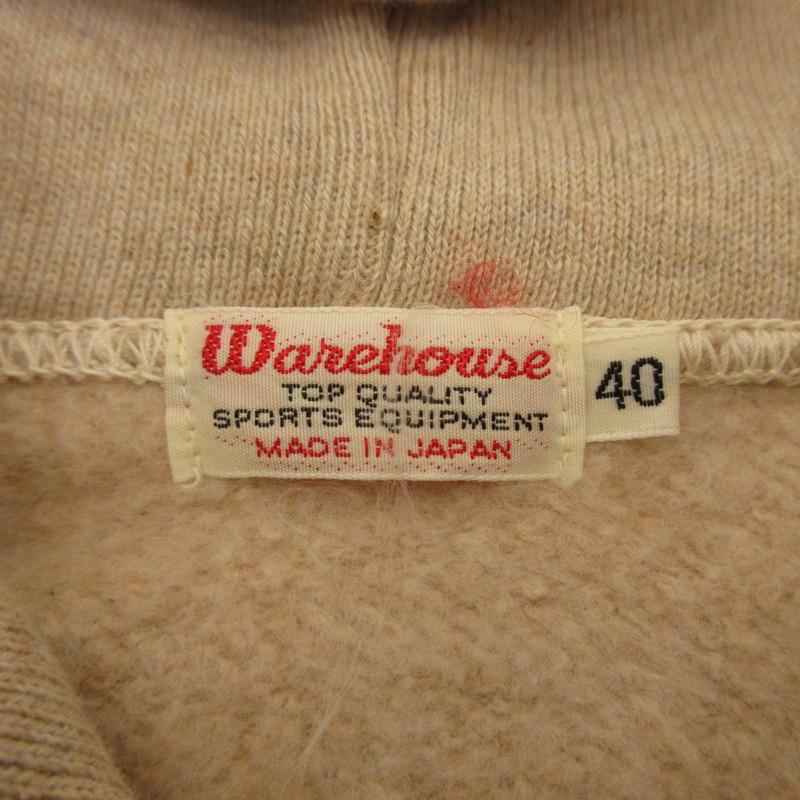 Warehouse
TOP QUALITY
SPORTS EQUIPMENT
MADE IN JAPAN
40